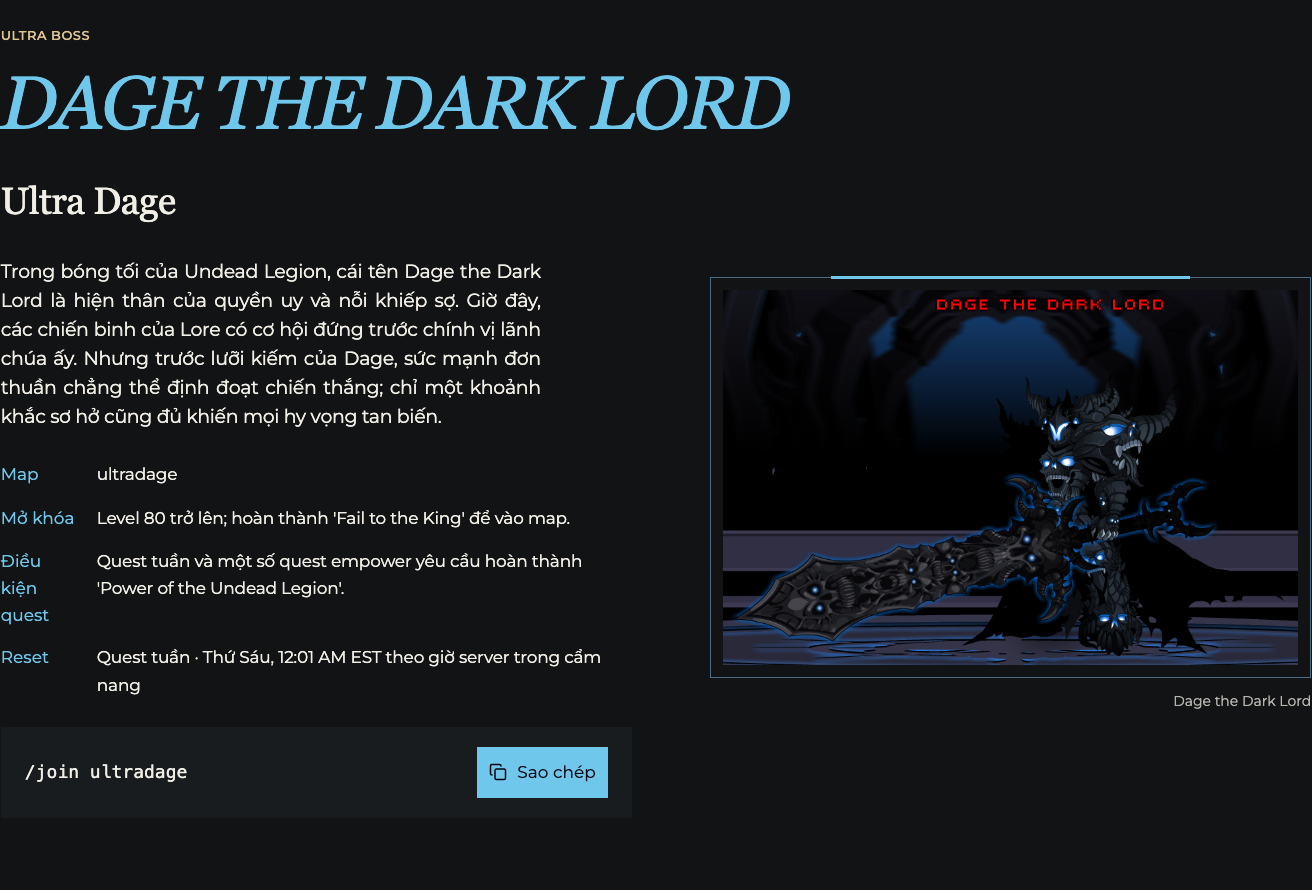 ULTRA BOSS
DAGE THE DARK LORD
Ultra Dage
Trong bóng tối của Undead Legion, cái tên Dage the Dark
Lord là hiện thân của quyền uy và nỗi khiếp sợ. Giờ đây,
các chiến binh của Lore có cơ hội đứng trước chính vị lãnh
chúa ấy. Nhưng trước lưỡi kiếm của Dage, sức mạnh đơn
thuần chẳng thể định đoạt chiến thắng; chỉ một khoảnh
khắc sơ hở cũng đủ khiến mọi hy vọng tan biến.
Map ultradage
Mở khóa Level 80 trở lên; hoàn thành 'Fail to the King' để vào map.
Điều kiện quest Quest tuần và một số quest empower yêu cầu hoàn thành
'Power of the Undead Legion'.
Reset Quest tuần · Thứ Sáu, 12:01 AM EST theo giờ server trong cẩm
nang
/join ultradage
Sao chép
DAGE THE DARK LORD
Dage the Dark Lord